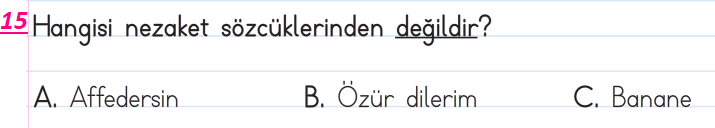 15 Hangisi nezaket sözcüklerinden değildir?
A. Affedersin B. Özür dilerim C. Banane